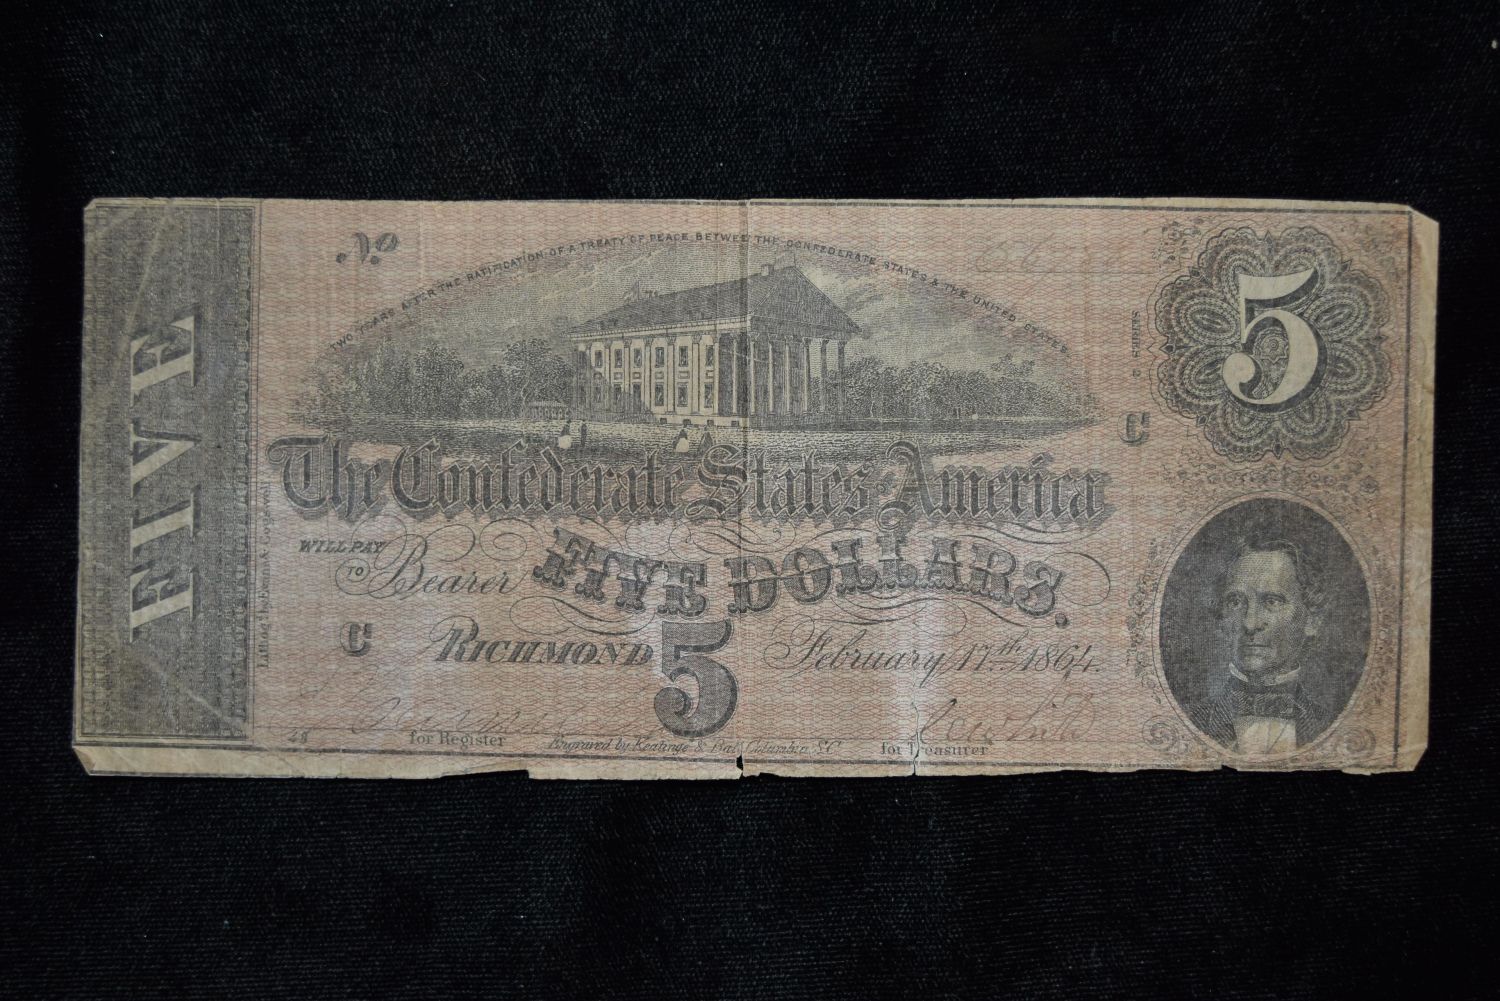 No
TWO YEARS AFTER THE RATIFICATION OF A TREATY OF PEACE BETWEE THE CONFEDERATE STATES & THE UNITED STATES
5
SERIES
FIVE
C
The Confederate States of America
WILL PAY
TO Bearer
FIVE DOLLARS.
C
RICHMOND
5
February 17th 1864.
for Register
Engraved by Keatinge & Ball Columbia, S.C.
for Treasurer